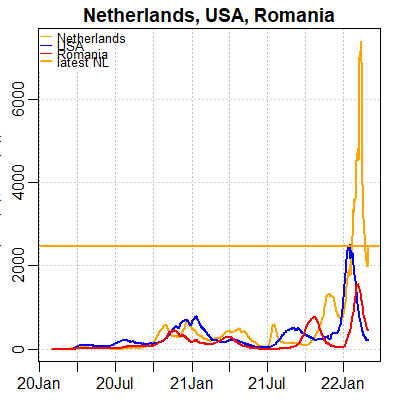 Netherlands, USA, Romania
Netherlands
USA
Romania
latest NL
6000
4000
2000
0
20Jan
20Jul
21Jan
21Jul
22Jan